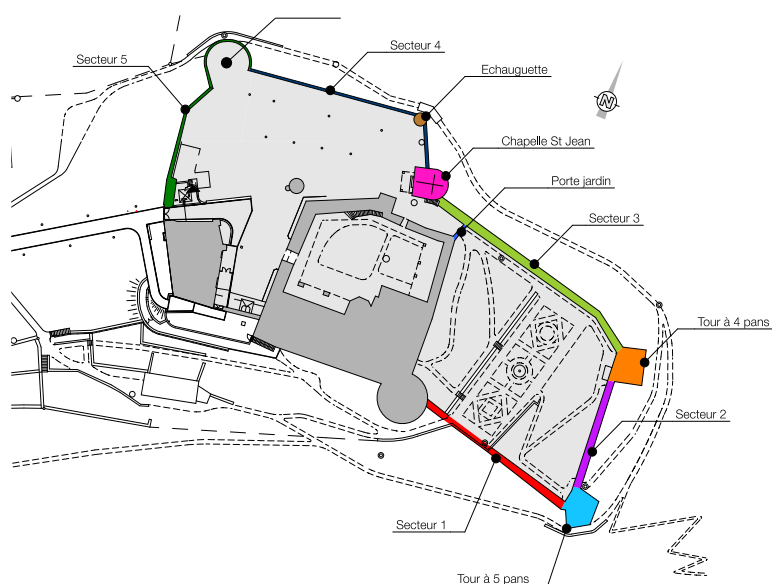 Secteur 4
Secteur 5
Echauguette
N
Chapelle St Jean
Porte jardin
Secteur 3
Tour à 4 pans
Secteur 2
Secteur 1
Tour à 5 pans